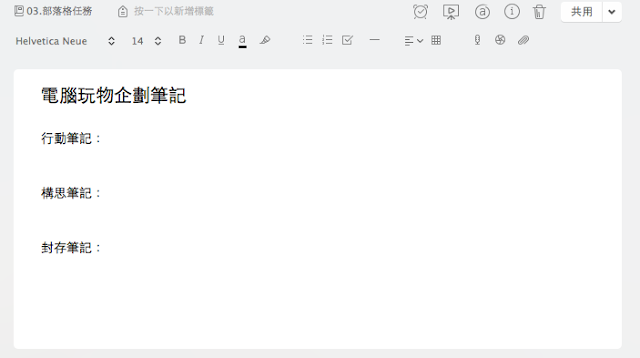 03.部落格任務 按一下以新增標籤 共用
Helvetica Neue 14 B I U a
電腦玩物企劃筆記
行動筆記：
構思筆記：
封存筆記：